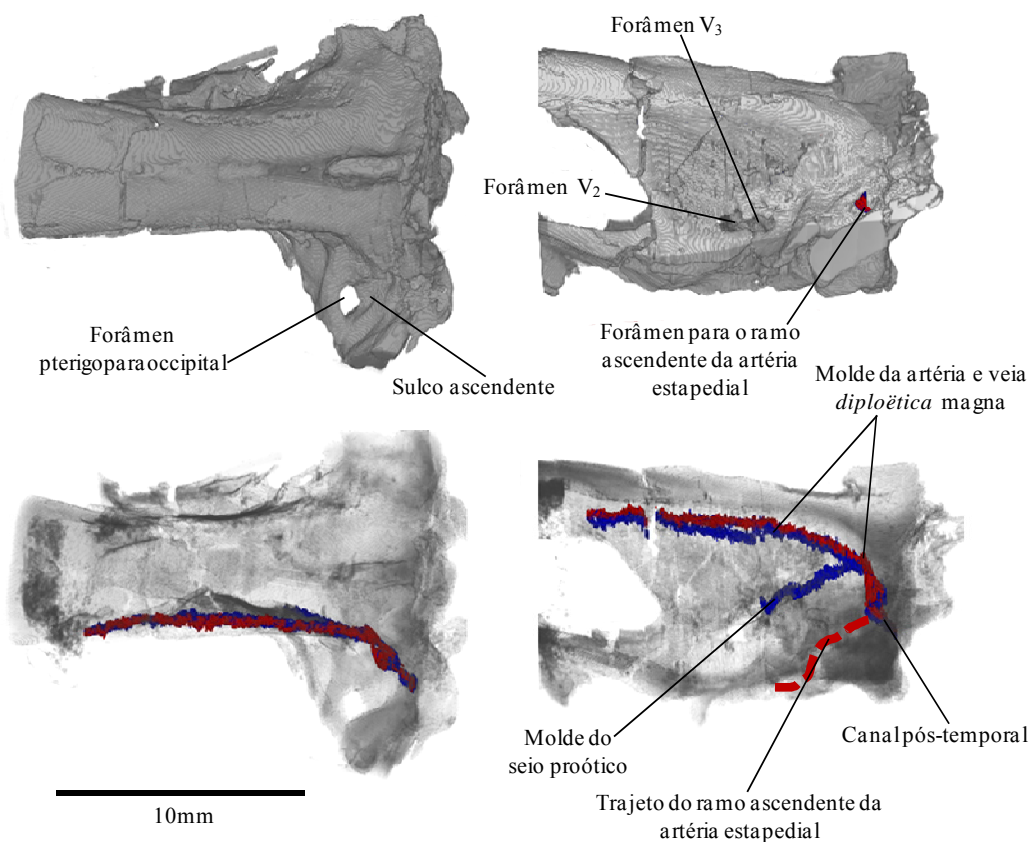 Forâmen V3
Forâmen V2
Forâmen
pterigoparaoccipital
Sulco ascendente
Forâmen para o ramo
ascendente da artéria
estapedial
Molde da artéria e veia
diploëtica magna
Molde do
seio proótico
Canal pós-temporal
Trajeto do ramo ascendente da
artéria estapedial
10mm